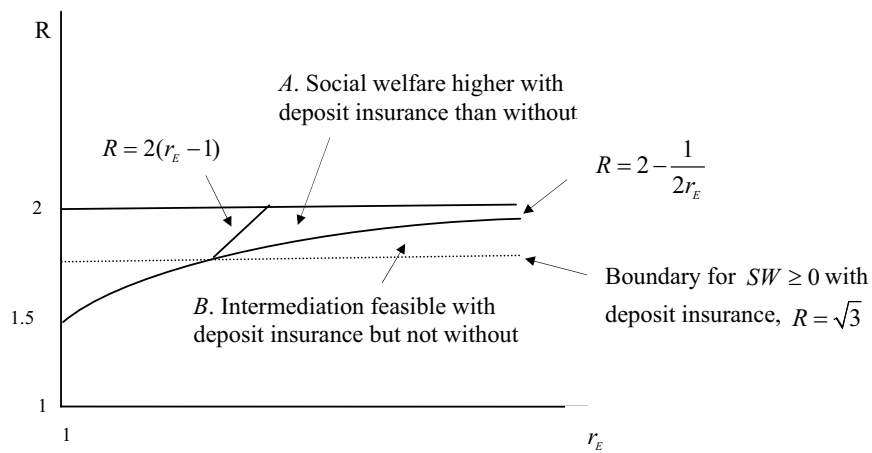 R
A. Social welfare higher with
deposit insurance than without
R = 2(r_E − 1)
R = 2 − \frac{1}{2r_E}
2
Boundary for SW ≥ 0 with
deposit insurance, R = √3
B. Intermediation feasible with
deposit insurance but not without
1.5
1
1
r_E